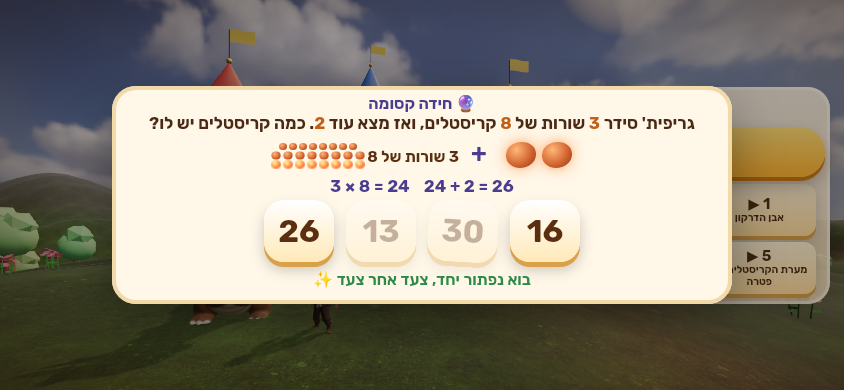 🔮 חידה קסומה
גריפית' סידר 3 שורות של 8 קריסטלים, ואז מצא עוד 2. כמה קריסטלים יש לו?
3 שורות של 8 +
3 × 8 = 24 24 + 2 = 26
26 13 30 16
בוא נפתור יחד, צעד אחר צעד ✨
▶ 1
אבן הדרקון
▶ 5
מערת הקריסטלים
פטרה